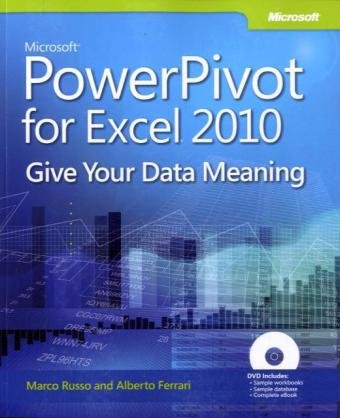 Microsoft
Microsoft®
PowerPivot
for Excel 2010
Give Your Data Meaning
ZPL96HTS
Marco Russo and Alberto Ferrari
DVD Includes:
• Sample workbooks
• Sample database
• Complete eBook